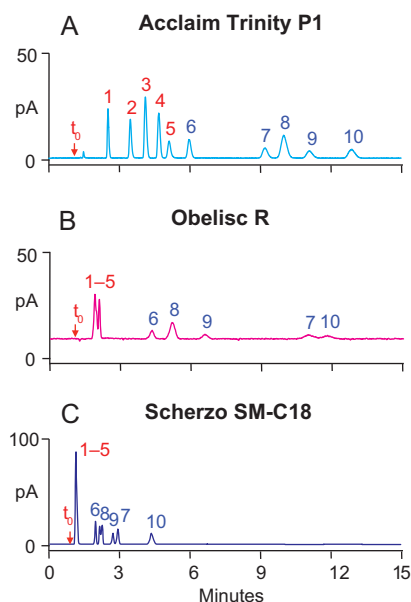 A Acclaim Trinity P1
50
pA
0
t0
1
2
3
4
5
6
7
8
9
10
B Obelisc R
50
pA
0
t0
1–5
6
8
9
7 10
C Scherzo SM-C18
100
pA
0
t0
1–5
6
8
9
7
10
0 3 6 9 12 15
Minutes